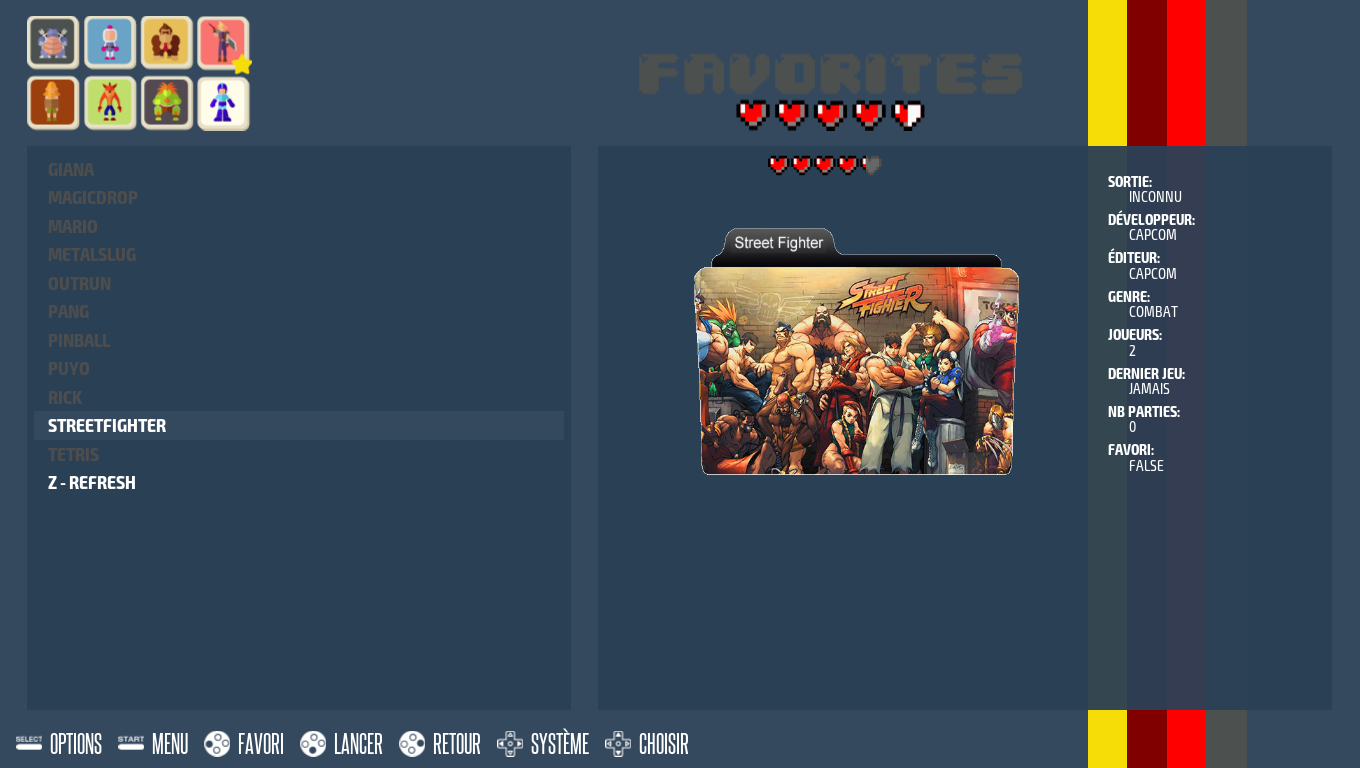 FAVORITES
GIANA
MAGICDROP
MARIO
METALSLUG
OUTRUN
PANG
PINBALL
PUYO
RICK
STREETFIGHTER
TETRIS
Z - REFRESH
Street Fighter
STREET
FIGHTER
SORTIE:
INCONNU
DÉVELOPPEUR:
CAPCOM
ÉDITEUR:
CAPCOM
GENRE:
COMBAT
JOUEURS:
2
DERNIER JEU:
JAMAIS
NB PARTIES:
0
FAVORI:
FALSE
SELECT OPTIONS START MENU FAVORI LANCER RETOUR SYSTÈME CHOISIR